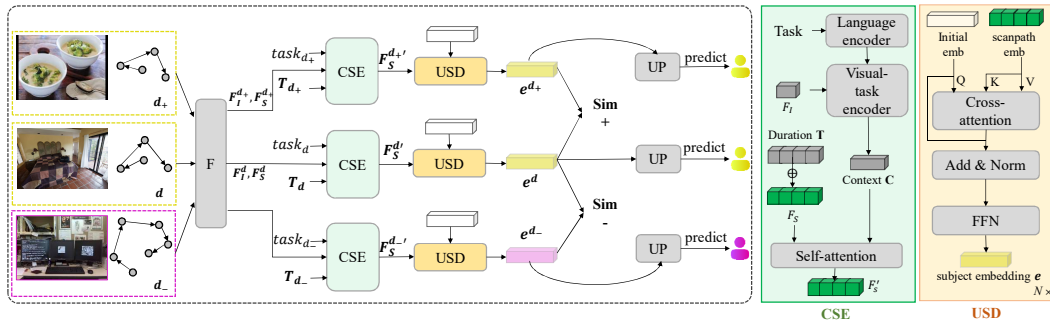 d+
d
d−
F
F_I^{d+}, F_S^{d+}
F_I^d, F_S^d
task_{d+}
T_{d+}
CSE
F_S^{d+′}
USD
e^{d+}
UP
predict
Sim
+
task_d
T_d
CSE
F_S^{d′}
USD
e^d
UP
predict
Sim
-
task_{d−}
T_{d−}
CSE
F_S^{d−′}
USD
e^{d−}
UP
predict
Task
Language
encoder
F_I
Visual-
task
encoder
Duration T
Context C
F_S
Self-attention
F_S′
CSE
Initial
emb
scanpath
emb
Q
K
V
Cross-
attention
Add & Norm
FFN
subject embedding e
N ×
USD